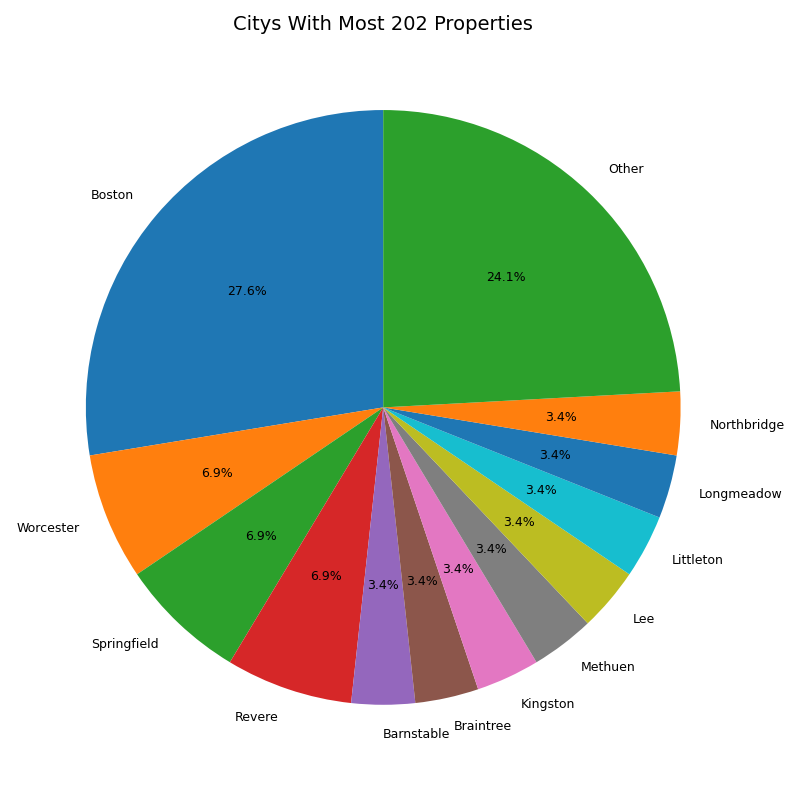 Citys With Most 202 Properties
Boston
27.6%
Worcester
6.9%
Springfield
6.9%
Revere
6.9%
Barnstable
3.4%
Braintree
3.4%
Kingston
3.4%
Methuen
3.4%
Lee
3.4%
Littleton
3.4%
Longmeadow
3.4%
Northbridge
3.4%
Other
24.1%